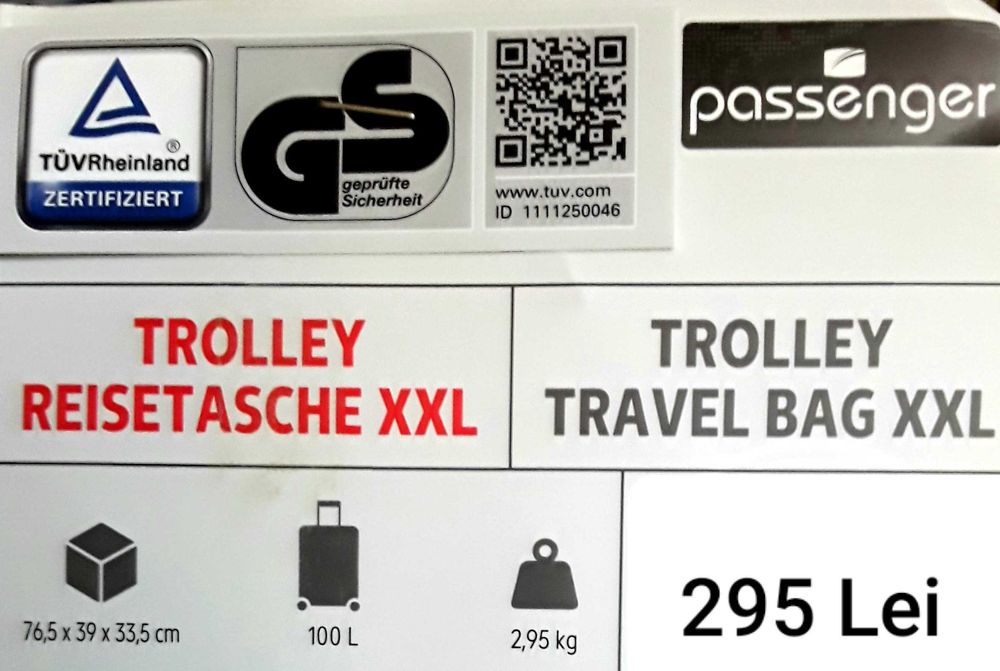 TÜVRheinland®
ZERTIFIZIERT
GS
geprüfte
Sicherheit
www.tuv.com
ID 1111250046
passenger
TROLLEY
REISETASCHE XXL
TROLLEY
TRAVEL BAG XXL
76,5 x 39 x 33,5 cm
100 L
2,95 kg
295 Lei